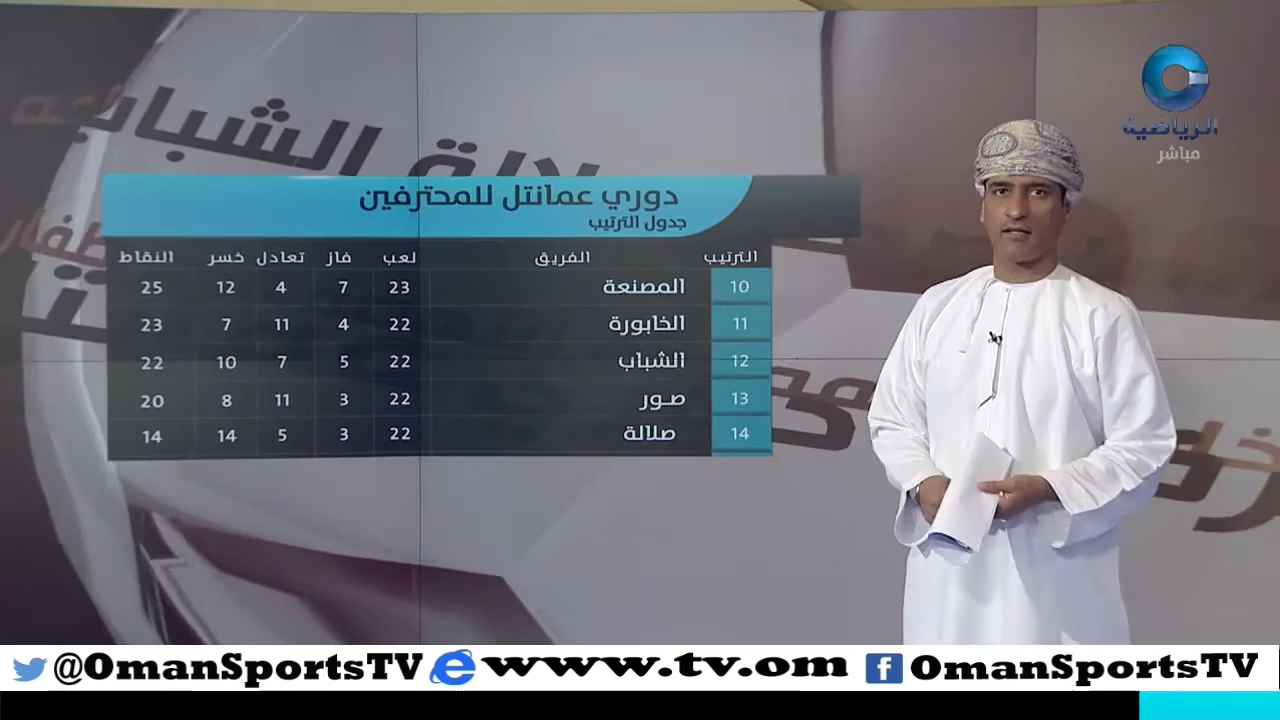 الرياضية
مباشر
الشباب
دوري عمانتل للمحترفين
جدول الترتيب
الترتيب الفريق لعب فاز تعادل خسر النقاط
10 المصنعة 23 7 4 12 25
11 الخابورة 22 4 11 7 23
12 الشباب 22 5 7 10 22
13 صور 22 3 11 8 20
14 صلالة 22 3 5 14 14
@OmanSportsTV www.tv.om OmanSportsTV